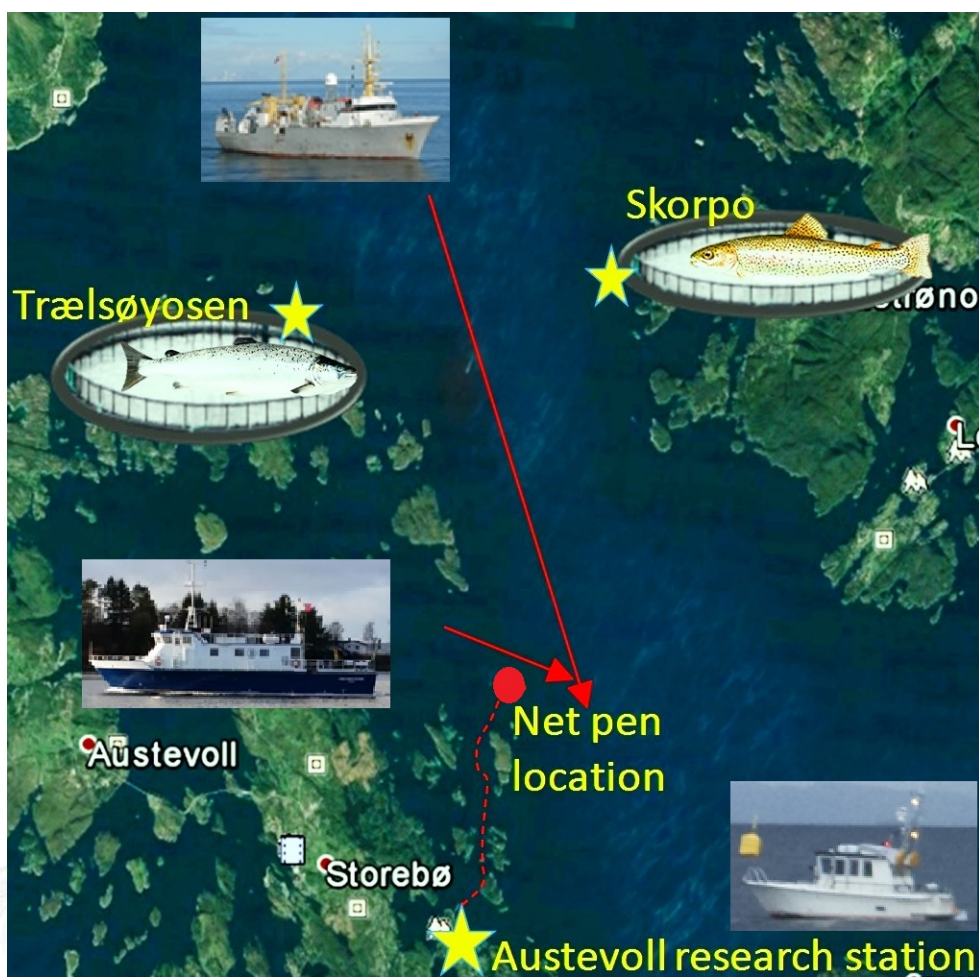 Skorpo
Trælsøyosen
Net pen
location
Austevoll
Storebø
Austevoll research station